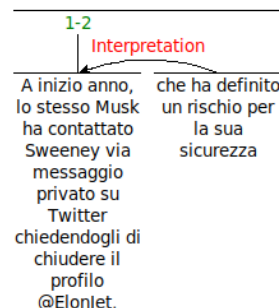 1-2
Interpretation
A inizio anno,
lo stesso Musk
ha contattato
Sweeney via
messaggio
privato su
Twitter
chiedendogli di
chiudere il
profilo
@ElonJet,
che ha definito
un rischio per
la sua
sicurezza